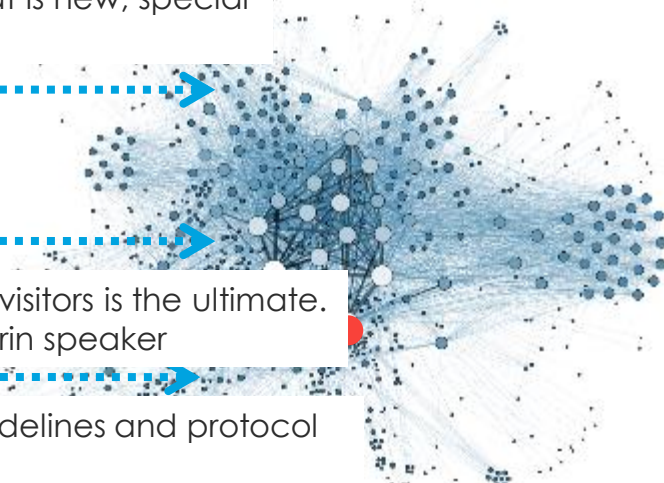 is new, special
visitors is the ultimate.
rin speaker
delines and protocol